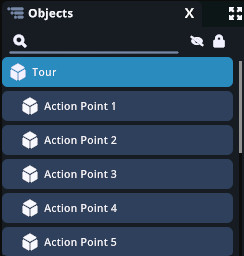 Objects X
Tour
Action Point 1
Action Point 2
Action Point 3
Action Point 4
Action Point 5